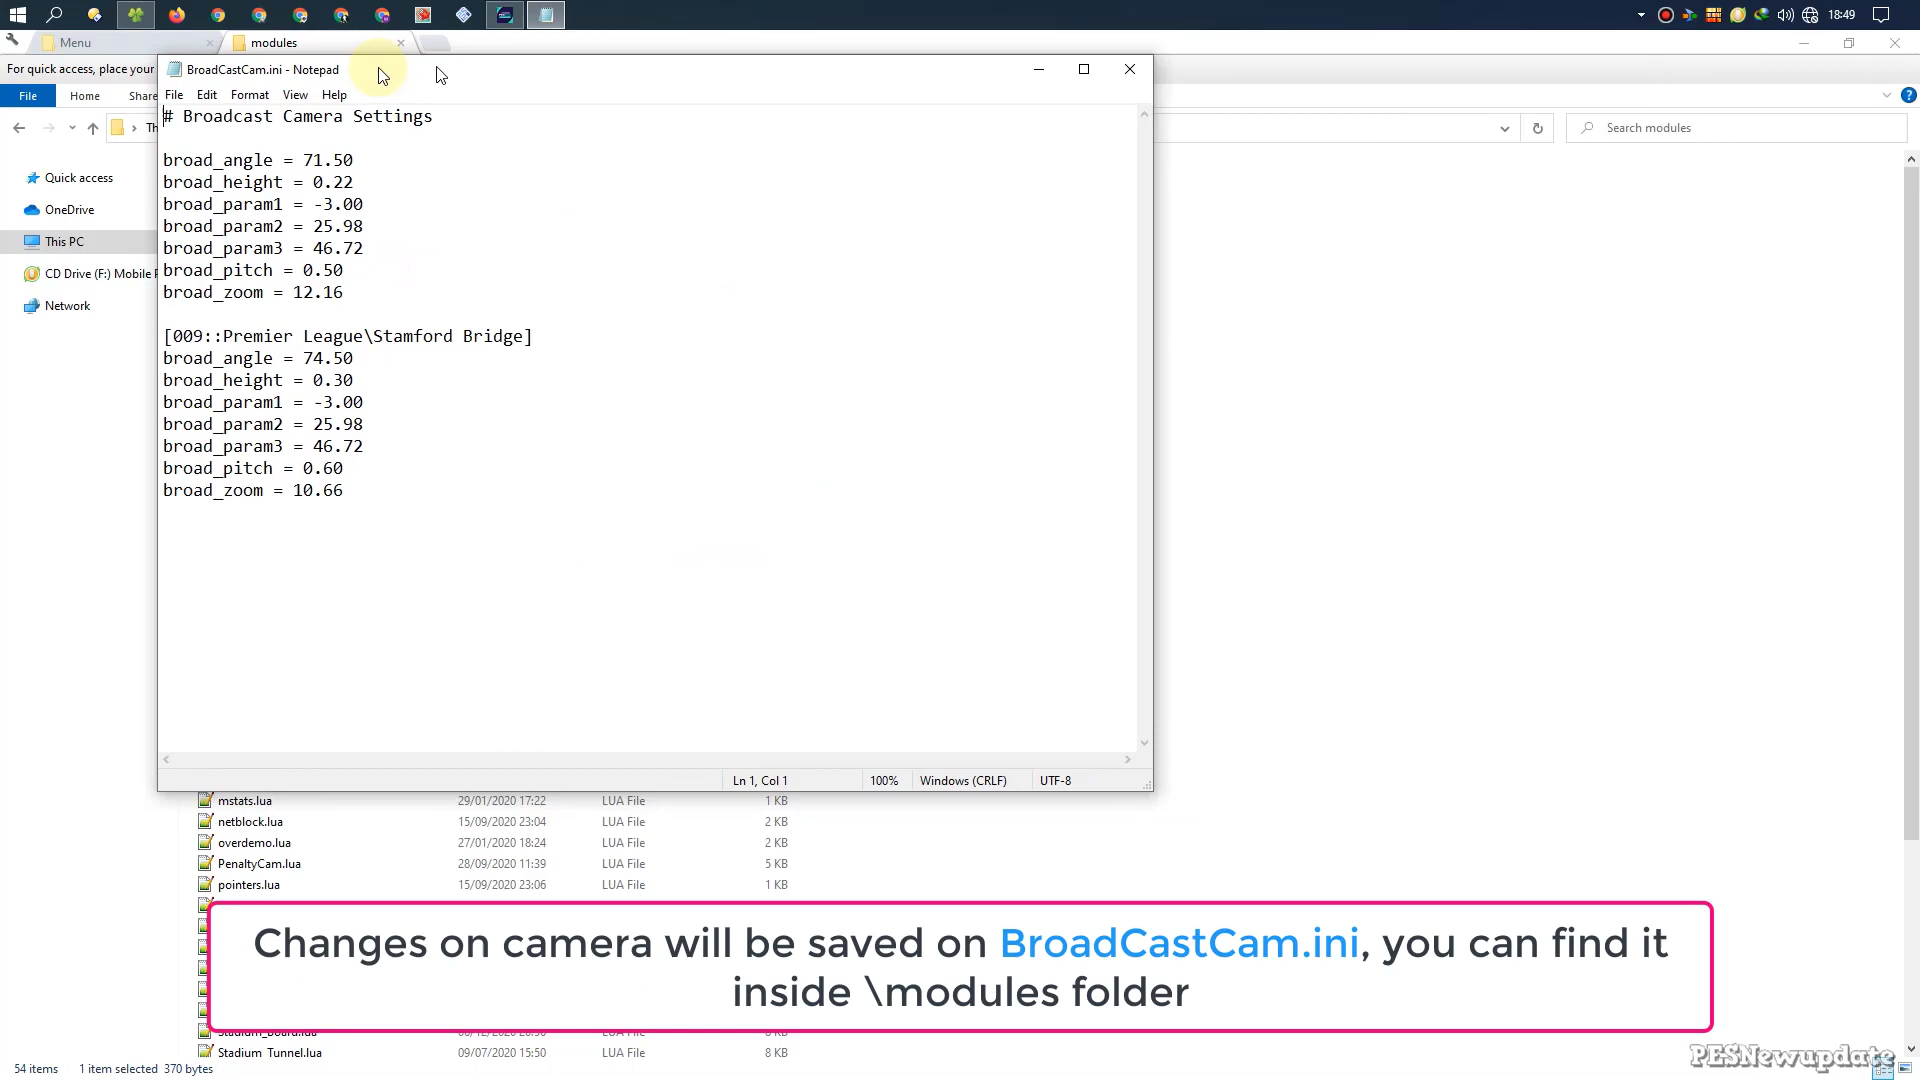 18:49
Menu
modules
For quick access, place your
BroadCastCam.ini - Notepad
File Home Share
File Edit Format View Help
Th
Search modules
Quick access
OneDrive
This PC
CD Drive (F:) Mobile P
Network
# Broadcast Camera Settings
broad_angle = 71.50
broad_height = 0.22
broad_param1 = -3.00
broad_param2 = 25.98
broad_param3 = 46.72
broad_pitch = 0.50
broad_zoom = 12.16
[009::Premier League\Stamford Bridge]
broad_angle = 74.50
broad_height = 0.30
broad_param1 = -3.00
broad_param2 = 25.98
broad_param3 = 46.72
broad_pitch = 0.60
broad_zoom = 10.66
Ln 1, Col 1 100% Windows (CRLF) UTF-8
mstats.lua 29/01/2020 17:22 LUA File 1 KB
netblock.lua 15/09/2020 23:04 LUA File 2 KB
overdemo.lua 27/01/2020 18:24 LUA File 2 KB
PenaltyCam.lua 28/09/2020 11:39 LUA File 5 KB
pointers.lua 15/09/2020 23:06 LUA File 1 KB
Changes on camera will be saved on BroadCastCam.ini, you can find it
inside \modules folder
Stadium_Tunnel.lua 09/07/2020 15:50 LUA File 8 KB
54 items 1 item selected 370 bytes
PESNewupdate